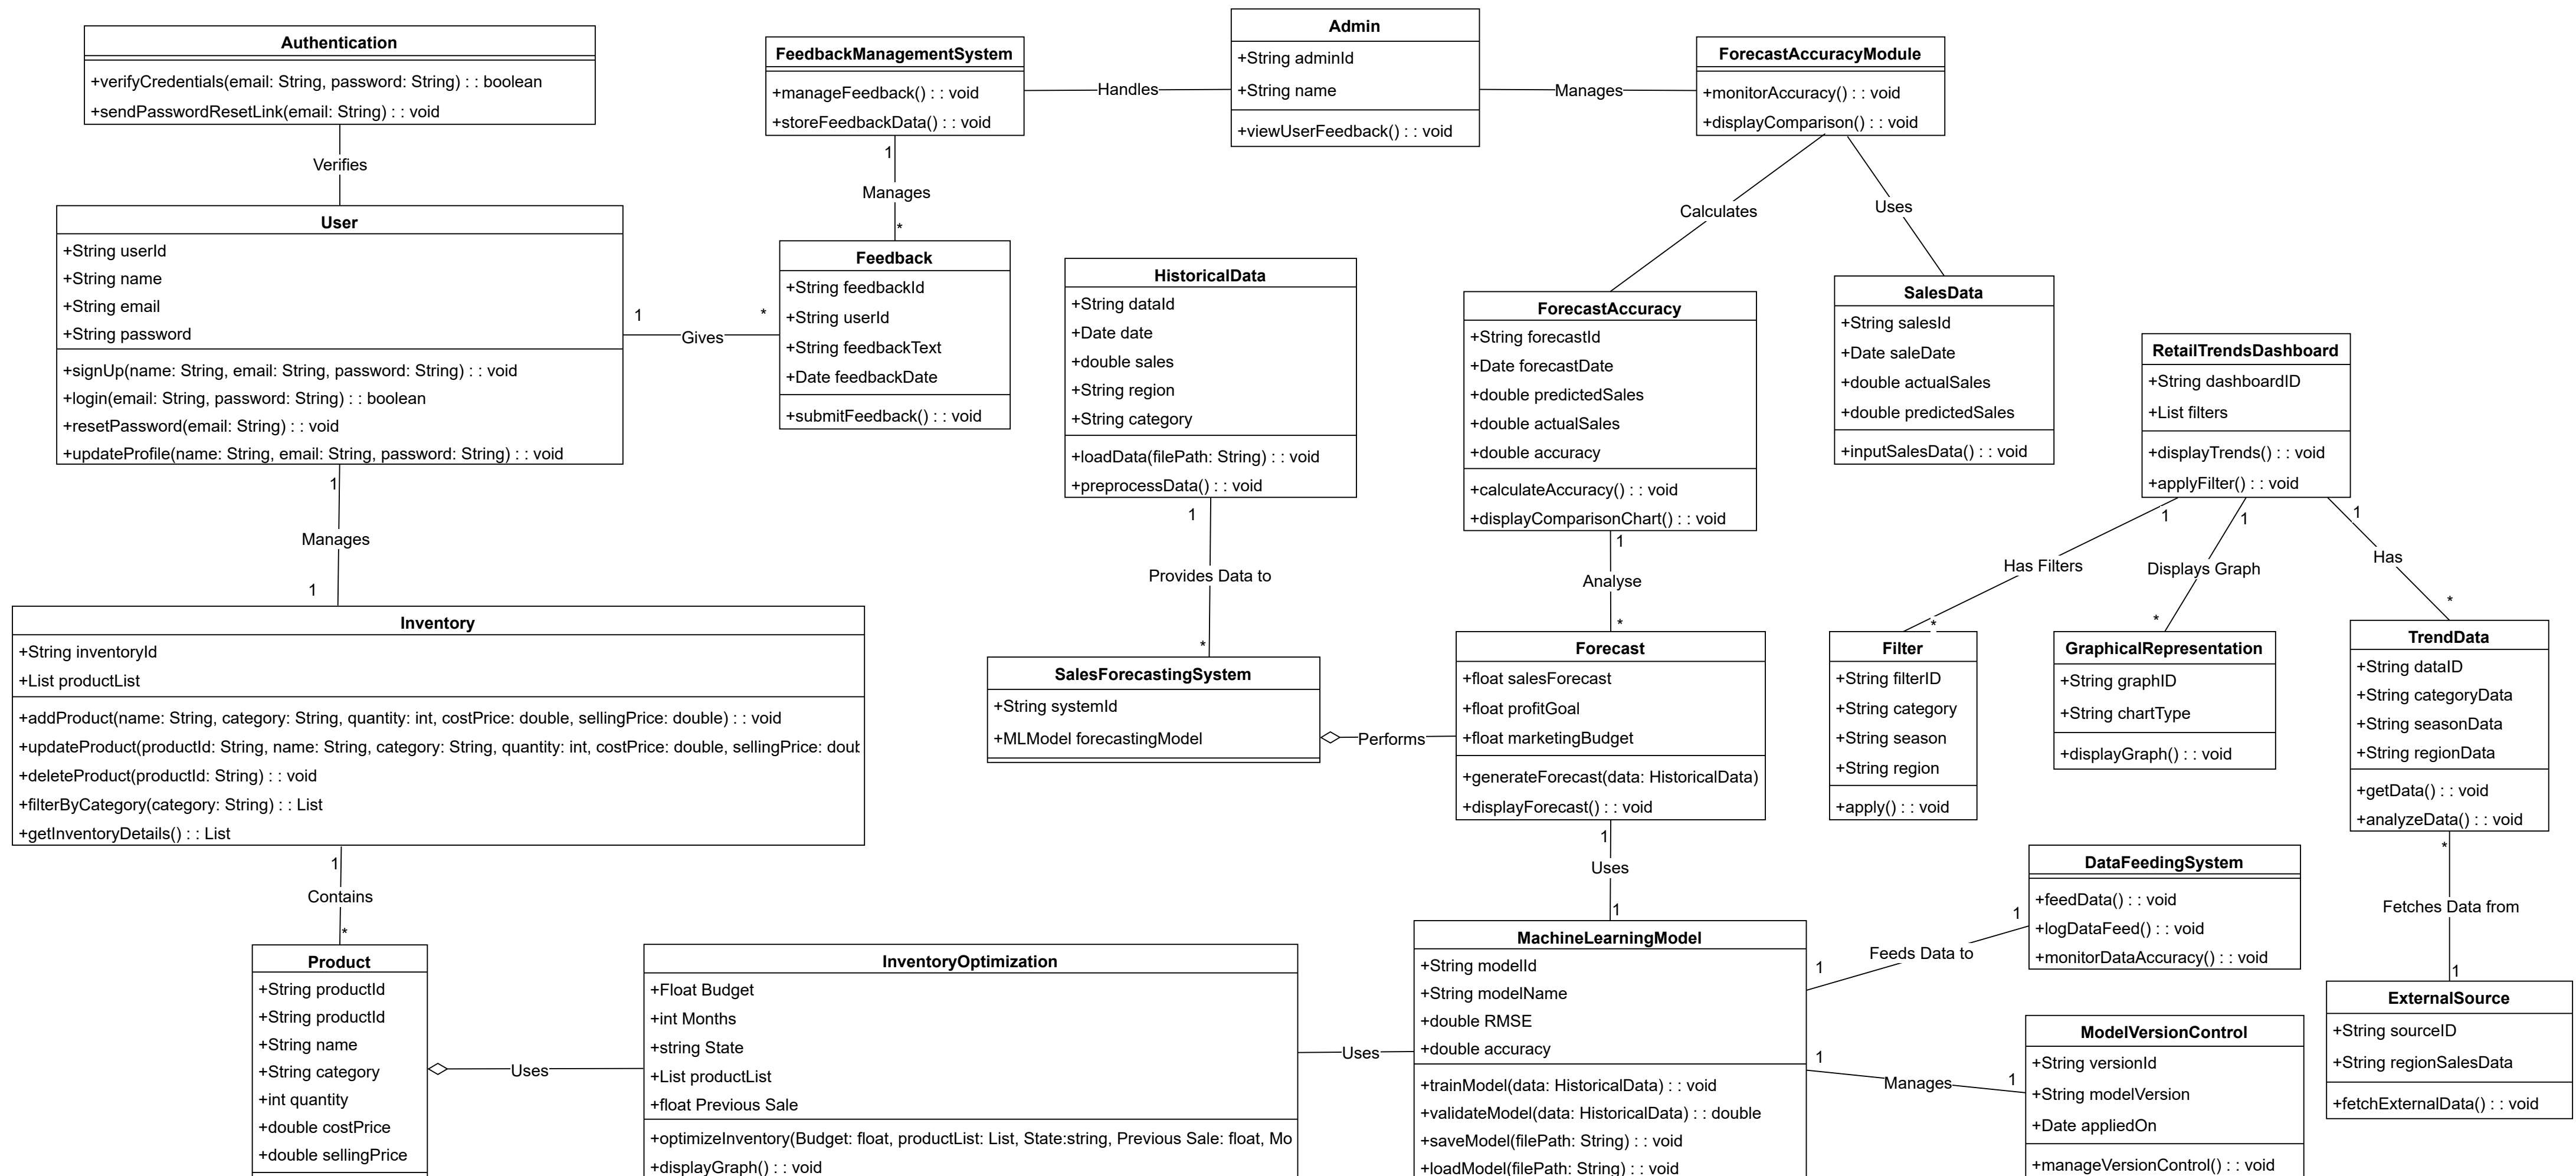 Authentication
+verifyCredentials(email: String, password: String) : : boolean
+sendPasswordResetLink(email: String) : : void
Verifies
User
+String userId
+String name
+String email
+String password
+signUp(name: String, email: String, password: String) : : void
+login(email: String, password: String) : : boolean
+resetPassword(email: String) : : void
+updateProfile(name: String, email: String, password: String) : : void
1
Manages
1
Inventory
+String inventoryId
+List productList
+addProduct(name: String, category: String, quantity: int, costPrice: double, sellingPrice: double) : : void
+updateProduct(productId: String, name: String, category: String, quantity: int, costPrice: double, sellingPrice: doub
+deleteProduct(productId: String) : : void
+filterByCategory(category: String) : : List
+getInventoryDetails() : : List
1
Contains
*
Product
+String productId
+String productId
+String name
+String category
+int quantity
+double costPrice
+double sellingPrice
Uses
InventoryOptimization
+Float Budget
+int Months
+string State
+List productList
+float Previous Sale
+optimizeInventory(Budget: float, productList: List, State:string, Previous Sale: float, Mo
+displayGraph() : : void
Uses
1
*
Gives
FeedbackManagementSystem
+manageFeedback() : : void
+storeFeedbackData() : : void
1
Manages
*
Feedback
+String feedbackId
+String userId
+String feedbackText
+Date feedbackDate
+submitFeedback() : : void
Handles
Admin
+String adminId
+String name
+viewUserFeedback() : : void
Manages
ForecastAccuracyModule
+monitorAccuracy() : : void
+displayComparison() : : void
Calculates
Uses
HistoricalData
+String dataId
+Date date
+double sales
+String region
+String category
+loadData(filePath: String) : : void
+preprocessData() : : void
1
Provides Data to
*
SalesForecastingSystem
+String systemId
+MLModel forecastingModel
Performs
ForecastAccuracy
+String forecastId
+Date forecastDate
+double predictedSales
+double actualSales
+double accuracy
+calculateAccuracy() : : void
+displayComparisonChart() : : void
1
Analyse
*
Forecast
+float salesForecast
+float profitGoal
+float marketingBudget
+generateForecast(data: HistoricalData)
+displayForecast() : : void
1
Uses
1
MachineLearningModel
+String modelId
+String modelName
+double RMSE
+double accuracy
+trainModel(data: HistoricalData) : : void
+validateModel(data: HistoricalData) : : double
+saveModel(filePath: String) : : void
+loadModel(filePath: String) : : void
SalesData
+String salesId
+Date saleDate
+double actualSales
+double predictedSales
+inputSalesData() : : void
RetailTrendsDashboard
+String dashboardID
+List filters
+displayTrends() : : void
+applyFilter() : : void
1
1
1
Has Filters
Displays Graph
Has
*
*
*
Filter
+String filterID
+String category
+String season
+String region
+apply() : : void
GraphicalRepresentation
+String graphID
+String chartType
+displayGraph() : : void
TrendData
+String dataID
+String categoryData
+String seasonData
+String regionData
+getData() : : void
+analyzeData() : : void
*
Fetches Data from
1
ExternalSource
+String sourceID
+String regionSalesData
+fetchExternalData() : : void
DataFeedingSystem
+feedData() : : void
+logDataFeed() : : void
+monitorDataAccuracy() : : void
1
Feeds Data to
1
1
Manages
1
ModelVersionControl
+String versionId
+String modelVersion
+Date appliedOn
+manageVersionControl() : : void